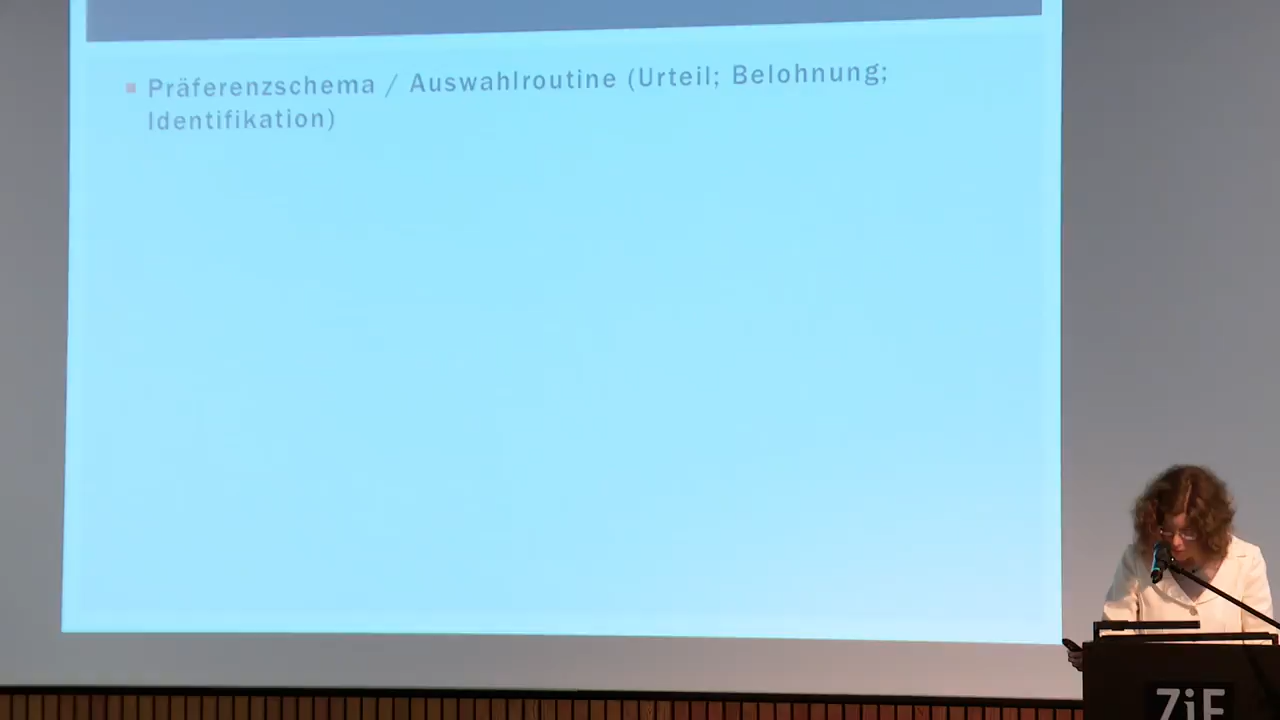 Präferenzschema / Auswahlroutine (Urteil; Belohnung;
Identifikation)
ZiF